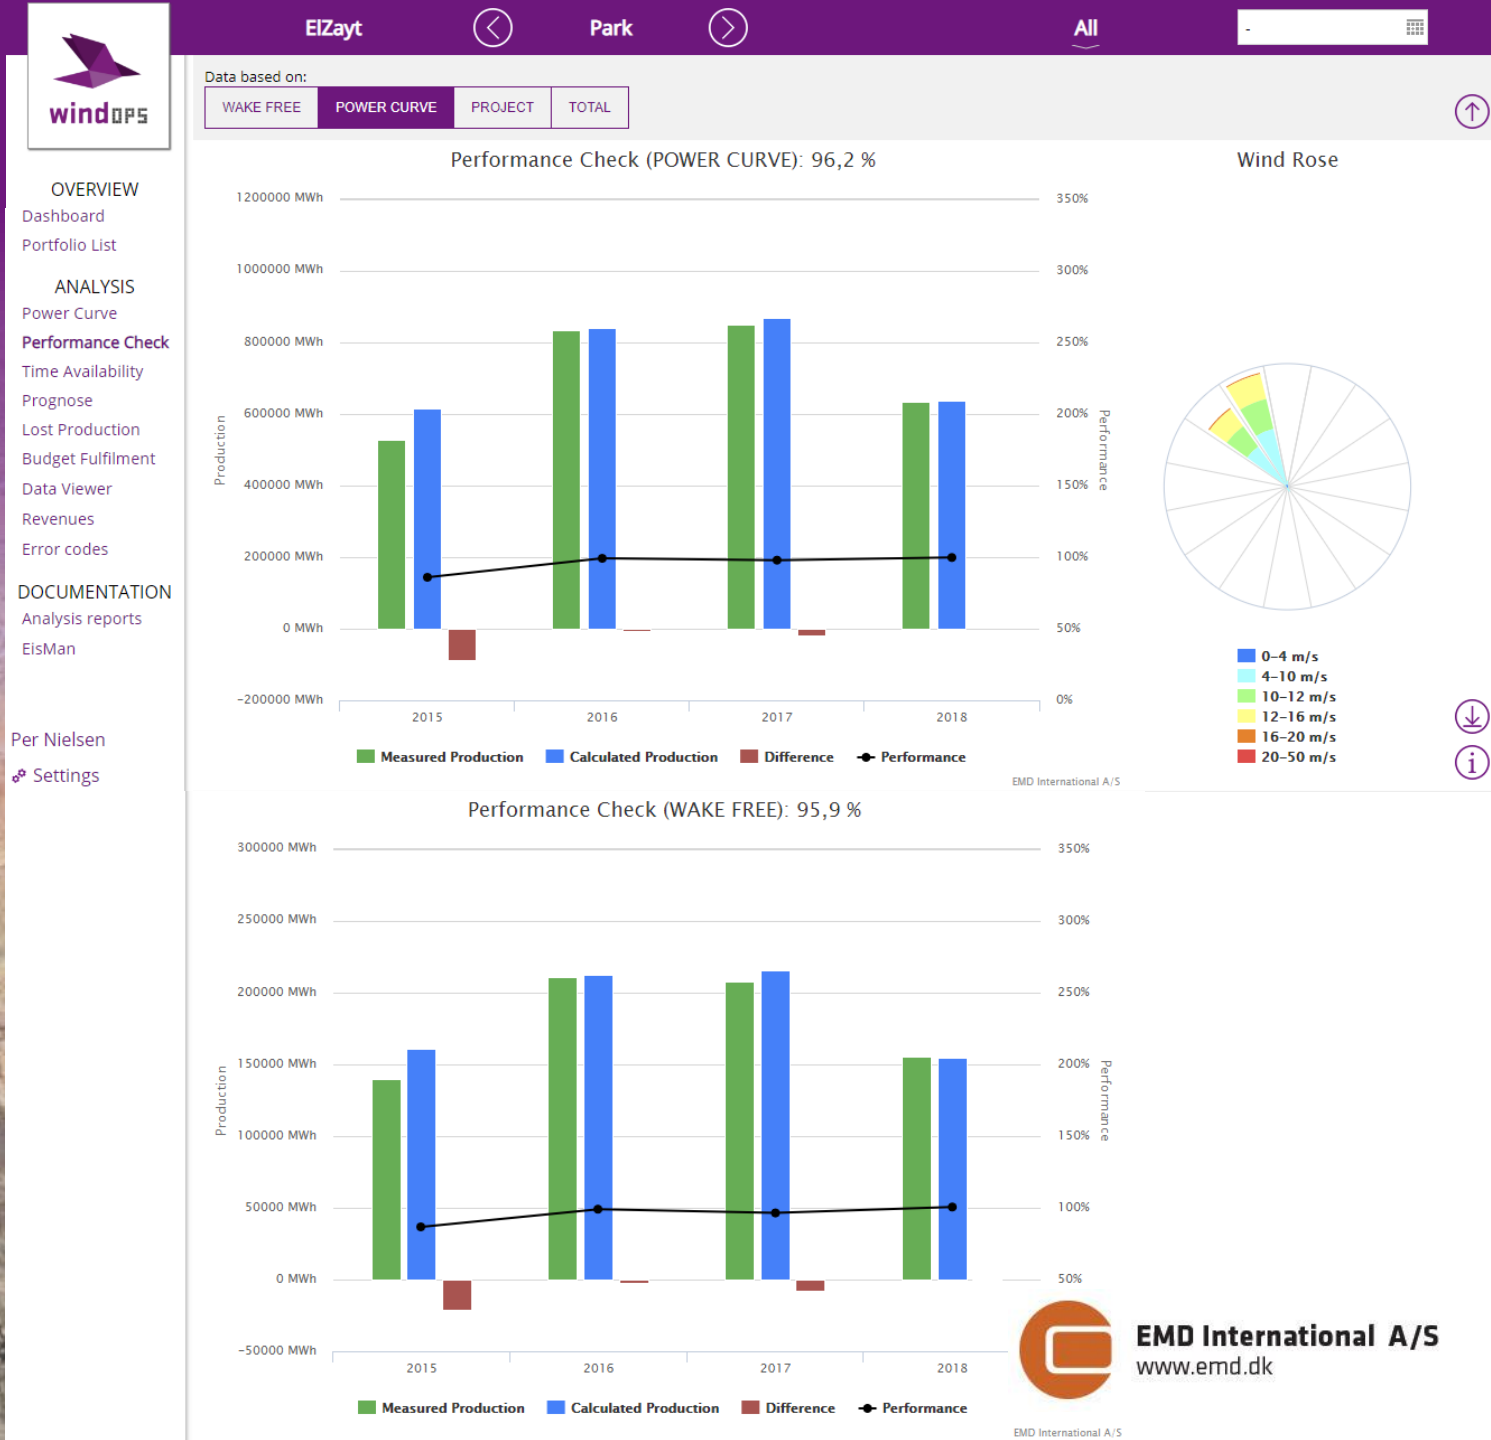 ElZayt
Park
All
-
windOPS
Data based on:
WAKE FREE
POWER CURVE
PROJECT
TOTAL
OVERVIEW
Dashboard
Portfolio List
ANALYSIS
Power Curve
Performance Check
Time Availability
Prognose
Lost Production
Budget Fulfilment
Data Viewer
Revenues
Error codes
DOCUMENTATION
Analysis reports
EisMan
Per Nielsen
Settings
Performance Check (POWER CURVE): 96,2 %
1200000 MWh
1000000 MWh
800000 MWh
600000 MWh
400000 MWh
200000 MWh
0 MWh
-200000 MWh
Production
350%
300%
250%
200%
150%
100%
50%
0%
Performance
2015
2016
2017
2018
Measured Production
Calculated Production
Difference
Performance
EMD International A/S
Wind Rose
0-4 m/s
4-10 m/s
10-12 m/s
12-16 m/s
16-20 m/s
20-50 m/s
i
Performance Check (WAKE FREE): 95,9 %
300000 MWh
250000 MWh
200000 MWh
150000 MWh
100000 MWh
50000 MWh
0 MWh
-50000 MWh
Production
350%
300%
250%
200%
150%
100%
50%
Performance
2015
2016
2017
2018
Measured Production
Calculated Production
Difference
Performance
EMD International A/S
www.emd.dk
EMD International A/S